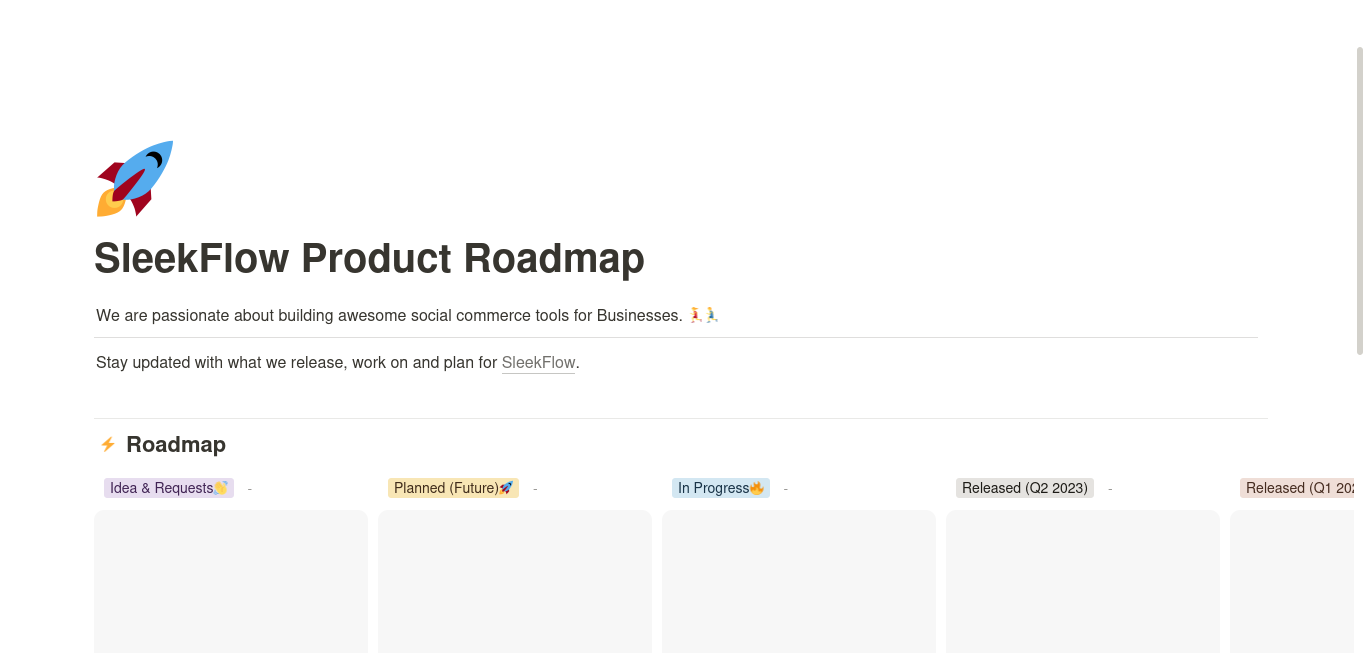 SleekFlow Product Roadmap
We are passionate about building awesome social commerce tools for Businesses.
Stay updated with what we release, work on and plan for SleekFlow.
Roadmap
Idea & Requests - Planned (Future) - In Progress - Released (Q2 2023) - Released (Q1